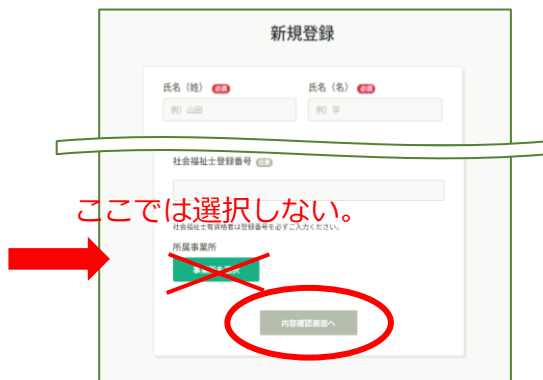 新規登録
氏名（姓） 必須 氏名（名） 必須
例）山田 例）学
社会福祉士登録番号 任意
ここでは選択しない。
社会福祉士有資格者は登録番号を必ずご入力ください。
所属事業所
内容確認画面へ